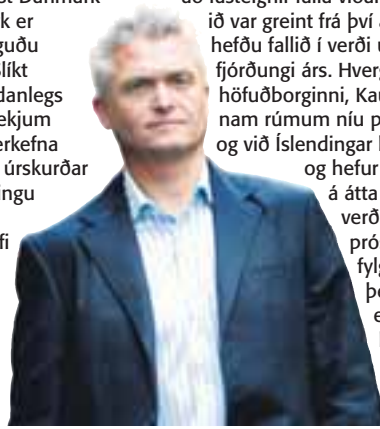 st Danmörk
k er
guðu
líkt
danlegs
ekjum
erkefna
úrskurðar
ingu
fi
að fasteignir falla víðar
ið var greint frá því a
hefðu fallið í verði u
fjórðungi árs. Hverg
höfuðborginni, Kau
nam rúmum níu p
og við Íslendingar
og hefur
á átta
verð
pró
fylg
þe
e